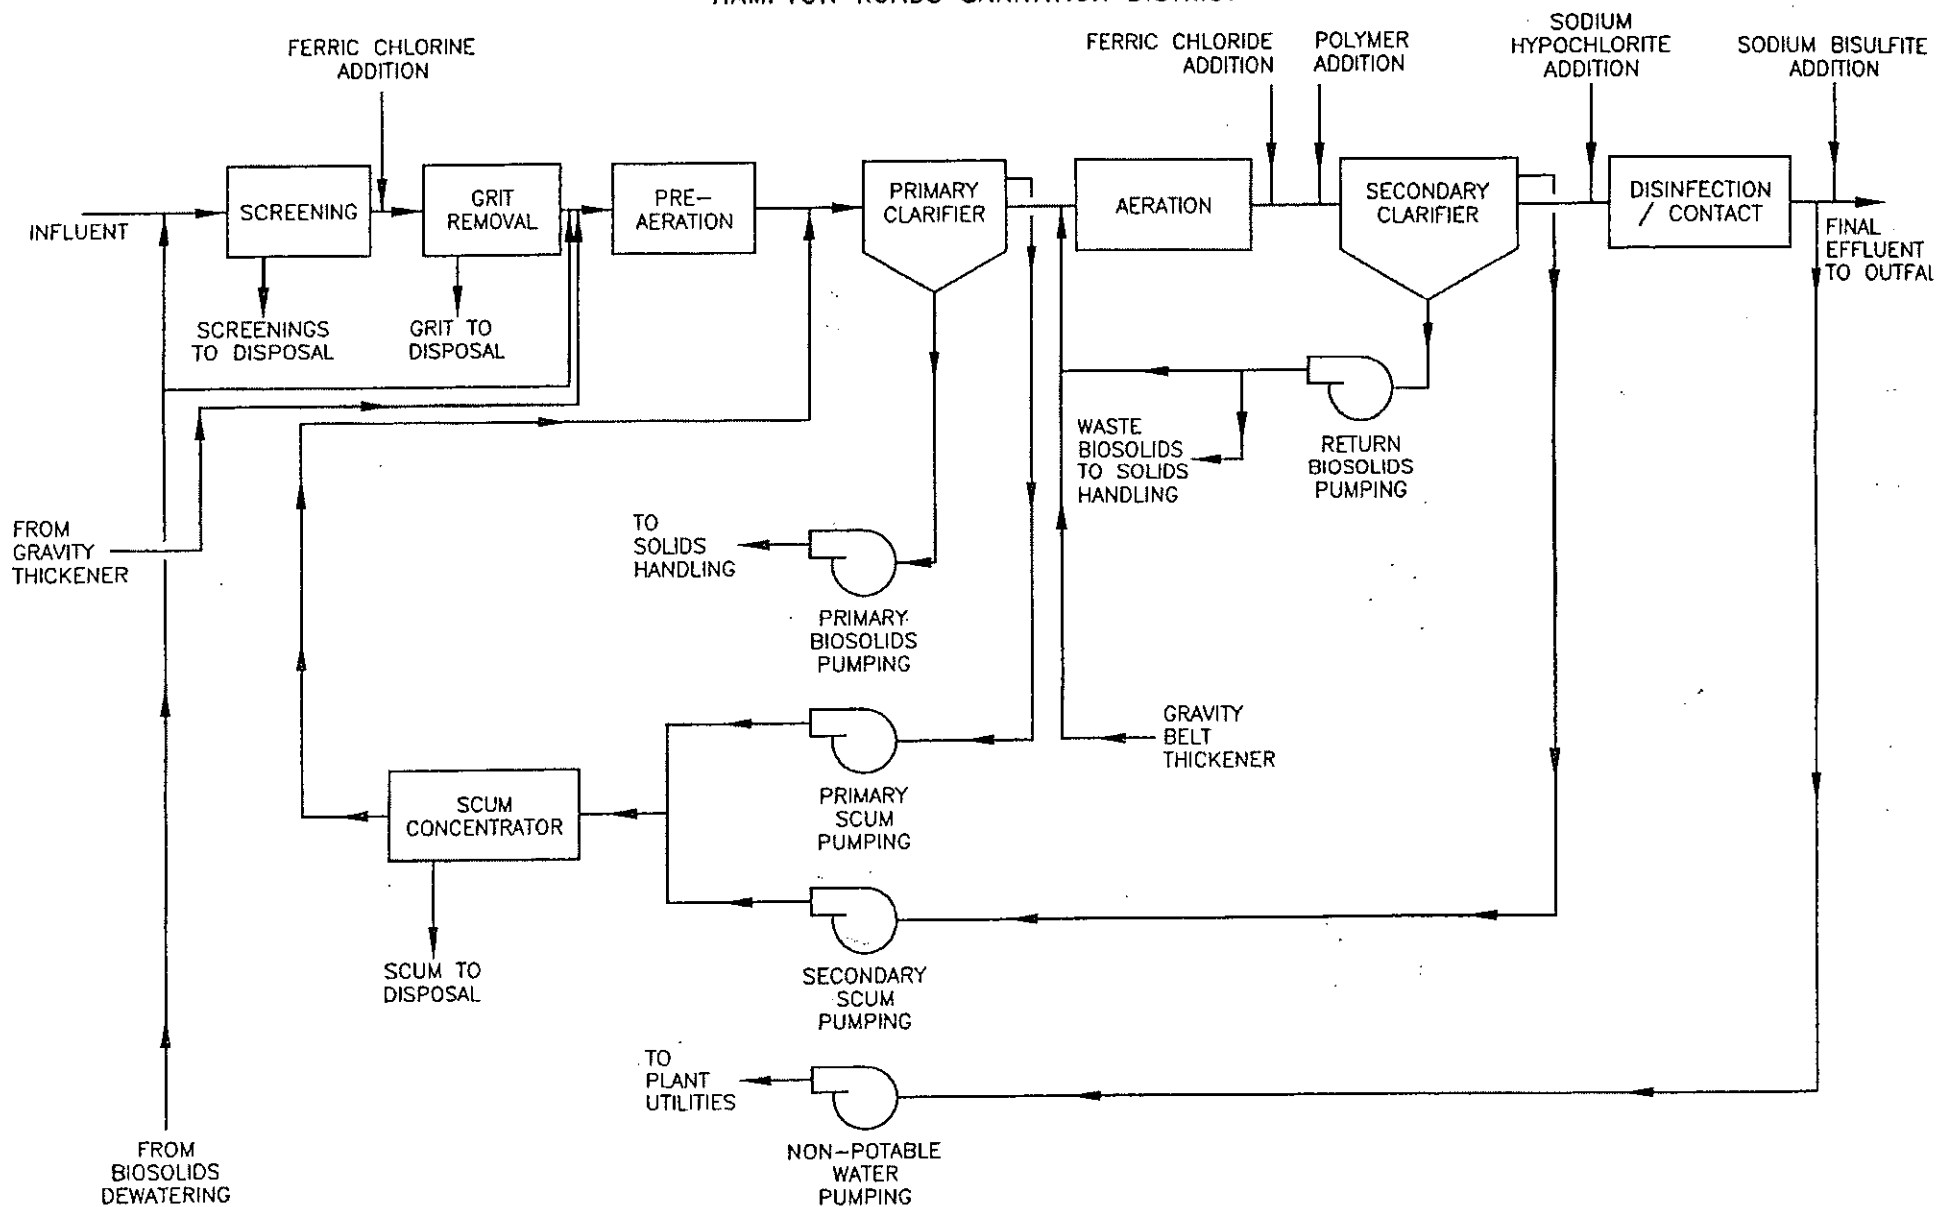 FERRIC CHLORINE
ADDITION
FERRIC CHLORIDE
ADDITION
POLYMER
ADDITION
SODIUM
HYPOCHLORITE
ADDITION
SODIUM BISULFITE
ADDITION
INFLUENT
SCREENING
GRIT
REMOVAL
PRE-
AERATION
PRIMARY
CLARIFIER
AERATION
SECONDARY
CLARIFIER
DISINFECTION
/ CONTACT
FINAL
EFFLUENT
TO OUTFAL
SCREENINGS
TO DISPOSAL
GRIT TO
DISPOSAL
WASTE
BIOSOLIDS
TO SOLIDS
HANDLING
RETURN
BIOSOLIDS
PUMPING
FROM
GRAVITY
THICKENER
TO
SOLIDS
HANDLING
PRIMARY
BIOSOLIDS
PUMPING
GRAVITY
BELT
THICKENER
SCUM
CONCENTRATOR
PRIMARY
SCUM
PUMPING
SCUM TO
DISPOSAL
SECONDARY
SCUM
PUMPING
TO
PLANT
UTILITIES
FROM
BIOSOLIDS
DEWATERING
NON-POTABLE
WATER
PUMPING